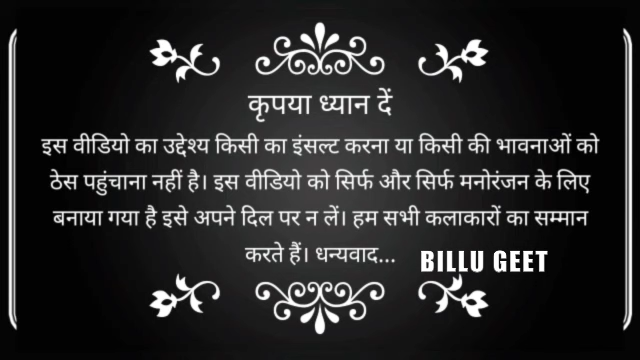 कृपया ध्यान दें
इस वीडियो का उद्देश्य किसी का इंसल्ट करना या किसी की भावनाओं को
ठेस पहुंचाना नहीं है। इस वीडियो को सिर्फ और सिर्फ मनोरंजन के लिए
बनाया गया है इसे अपने दिल पर न लें। हम सभी कलाकारों का सम्मान
करते हैं। धन्यवाद...
BILLU GEET